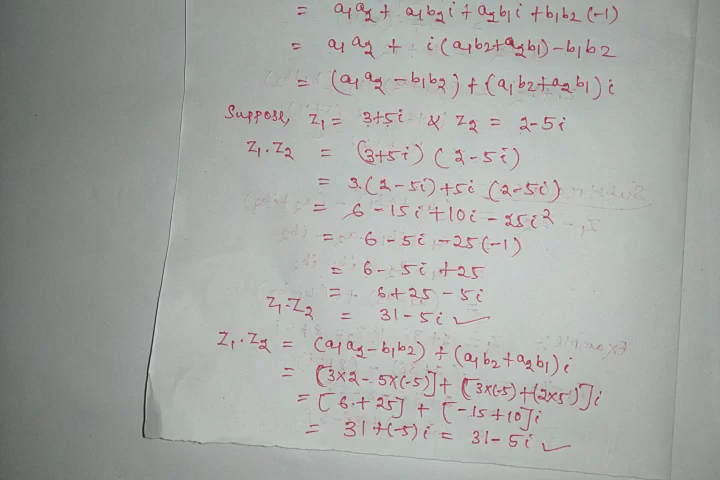 = a₁a₂ + a₁b₂i + a₂b₁i + b₁b₂(-1)
= a₁a₂ + i(a₁b₂+a₂b₁)-b₁b₂
= (a₁a₂ - b₁b₂) + (a₁b₂+a₂b₁)i
Suppose, z₁ = 3+5i & z₂ = 2-5i
z₁.z₂ = (3+5i) (2-5i)
= 3.(2-5i)+5i (2-5i)
= 6 - 15i + 10i - 25i²
= 6 - 5i - 25(-1)
= 6 - 5i + 25
= 6+25 - 5i
z₁.z₂ = 31 - 5i ✓
z₁.z₂ = (a₁a₂ - b₁b₂) + (a₁b₂+a₂b₁)i
= [3×2 - 5×(-5)] + [3×(-5)+(2×5)]i
= [6 + 25] + [-15+10]i
= 31+(-5)i = 31-5i ✓